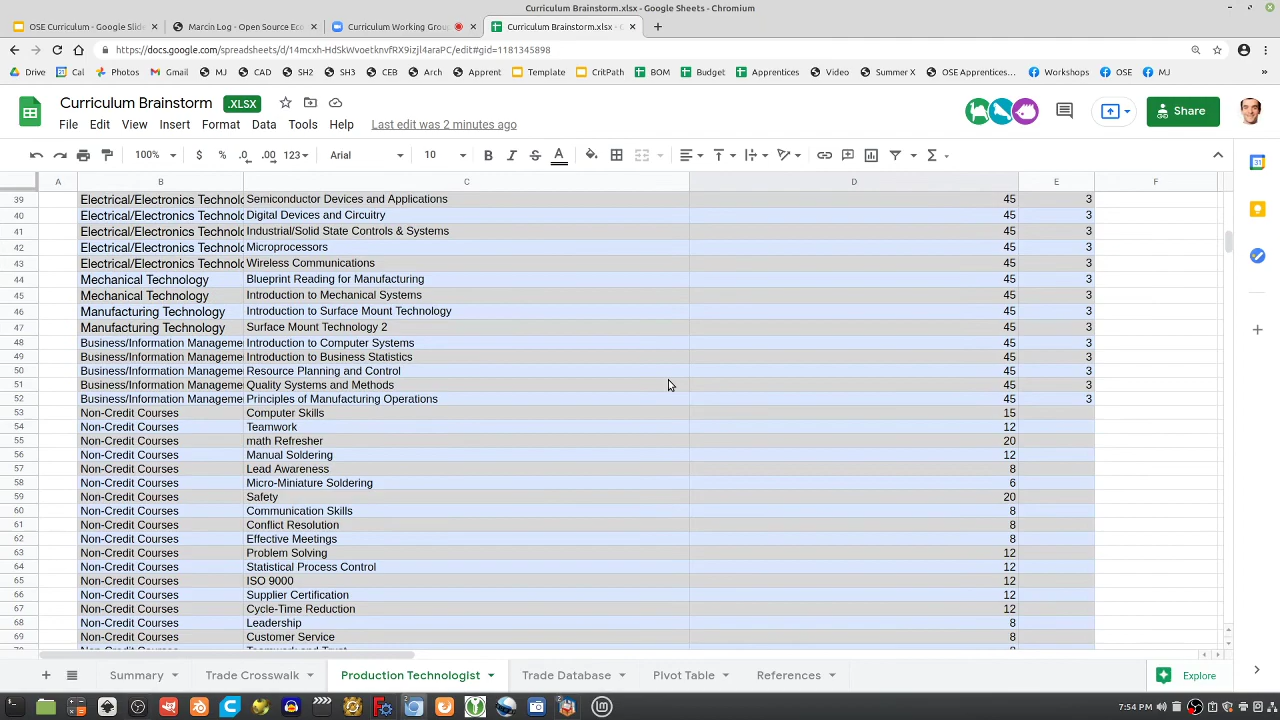 Curriculum Brainstorm.xlsx - Google Sheets - Chromium
OSE Curriculum - Google Slide
Marcin Log - Open Source Eco
Curriculum Working Grou
Curriculum Brainstorm.xlsx - G
https://docs.google.com/spreadsheets/d/14mcxh-HdSkWvoetknvfRX9izjl4araPC/edit#gid=1181345898
Drive Cal Photos Gmail MJ CAD SH2 SH3 CEB Arch Apprent Template CritPath BOM Budget Apprentices Video Summer X OSE Apprentices... Workshops OSE MJ
Curriculum Brainstorm .XLSX
Share
File Edit View Insert Format Data Tools Help Last edit was 2 minutes ago
100% $ % .0 .00 123 Arial 10 B I S A
A B C D E F
39 Electrical/Electronics Technolo Semiconductor Devices and Applications 45 3
40 Electrical/Electronics Technolo Digital Devices and Circuitry 45 3
41 Electrical/Electronics Technolo Industrial/Solid State Controls & Systems 45 3
42 Electrical/Electronics Technolo Microprocessors 45 3
43 Electrical/Electronics Technolo Wireless Communications 45 3
44 Mechanical Technology Blueprint Reading for Manufacturing 45 3
45 Mechanical Technology Introduction to Mechanical Systems 45 3
46 Manufacturing Technology Introduction to Surface Mount Technology 45 3
47 Manufacturing Technology Surface Mount Technology 2 45 3
48 Business/Information Manageme Introduction to Computer Systems 45 3
49 Business/Information Manageme Introduction to Business Statistics 45 3
50 Business/Information Manageme Resource Planning and Control 45 3
51 Business/Information Manageme Quality Systems and Methods 45 3
52 Business/Information Manageme Principles of Manufacturing Operations 45 3
53 Non-Credit Courses Computer Skills 15
54 Non-Credit Courses Teamwork 12
55 Non-Credit Courses math Refresher 20
56 Non-Credit Courses Manual Soldering 12
57 Non-Credit Courses Lead Awareness 8
58 Non-Credit Courses Micro-Miniature Soldering 6
59 Non-Credit Courses Safety 20
60 Non-Credit Courses Communication Skills 8
61 Non-Credit Courses Conflict Resolution 8
62 Non-Credit Courses Effective Meetings 8
63 Non-Credit Courses Problem Solving 12
64 Non-Credit Courses Statistical Process Control 12
65 Non-Credit Courses ISO 9000 12
66 Non-Credit Courses Supplier Certification 12
67 Non-Credit Courses Cycle-Time Reduction 12
68 Non-Credit Courses Leadership 8
69 Non-Credit Courses Customer Service 8
Summary Trade Crosswalk Production Technologist Trade Database Pivot Table References Explore
7:54 PM